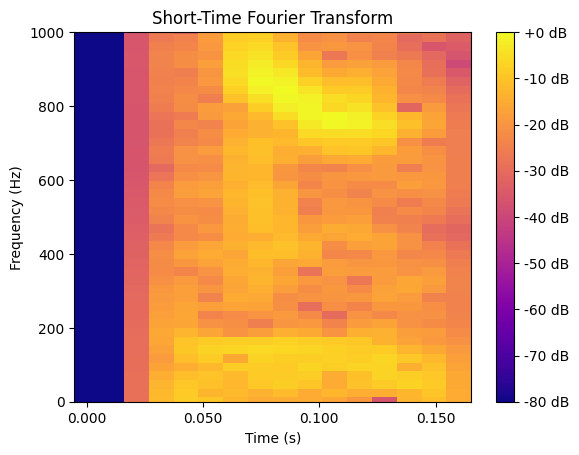 Short-Time Fourier Transform
1000
800
600
400
200
0
Frequency (Hz)
0.000
0.050
0.100
0.150
Time (s)
+0 dB
-10 dB
-20 dB
-30 dB
-40 dB
-50 dB
-60 dB
-70 dB
-80 dB